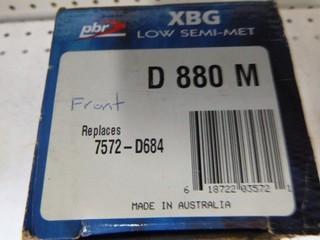 pbr
XBG
LOW SEMI-MET
D 880 M
Front
Replaces
7572-D684
6 18722 03572 1
MADE IN AUSTRALIA